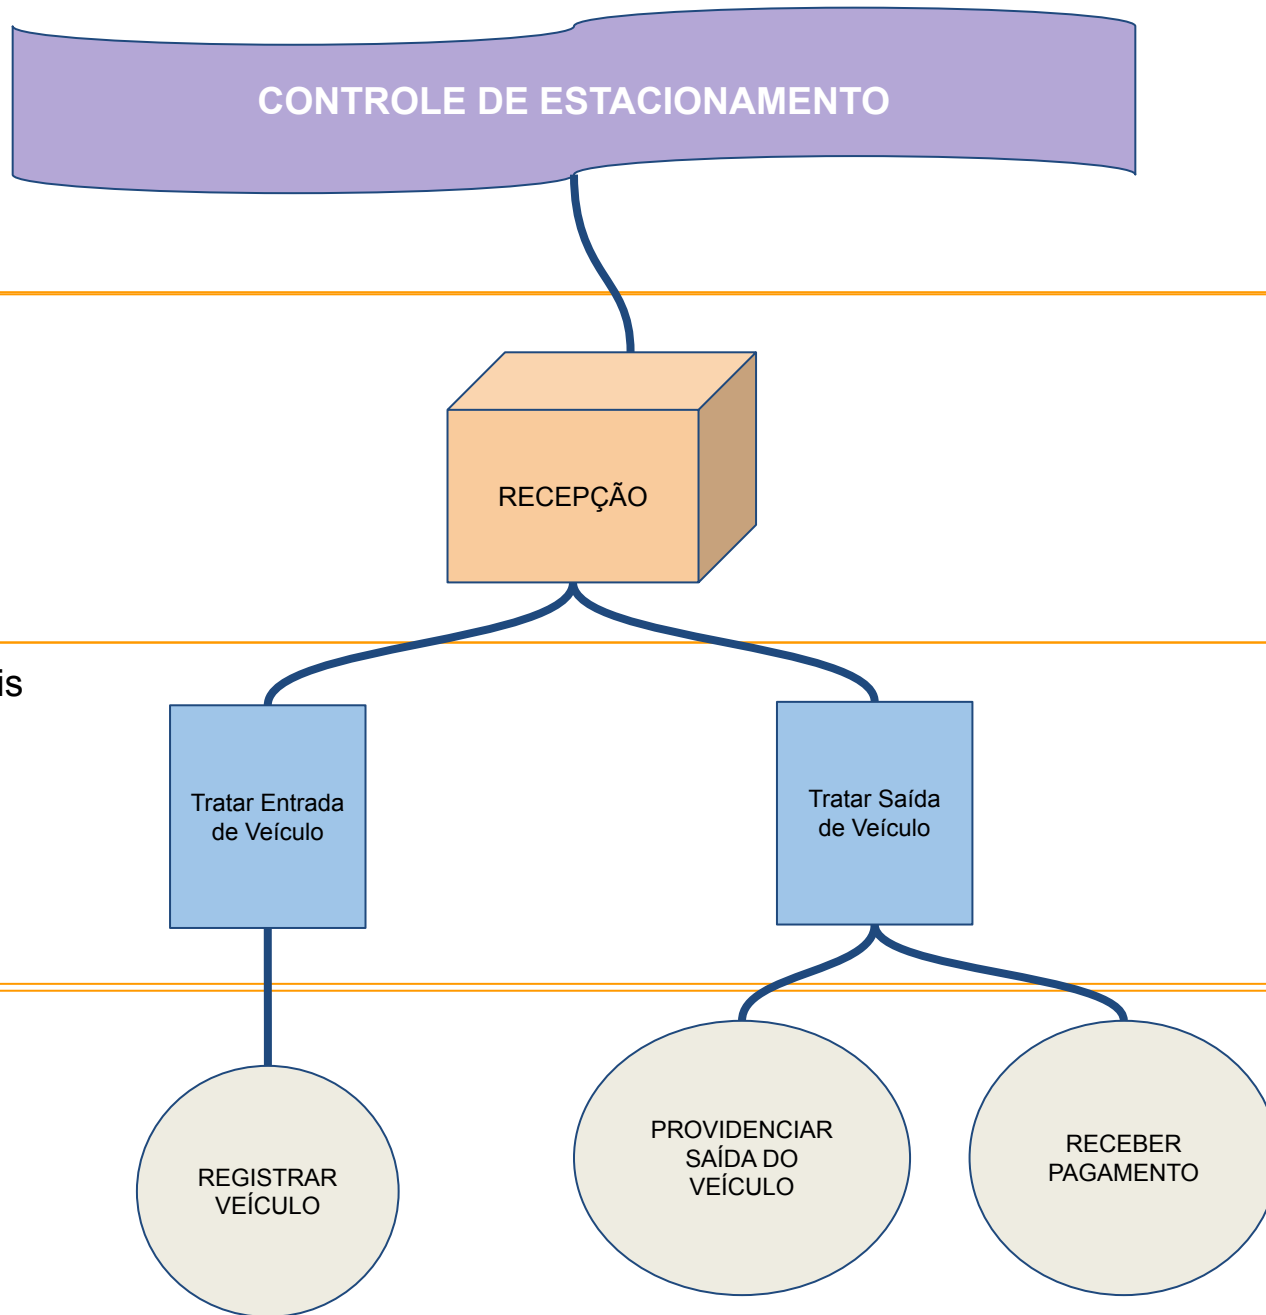 CONTROLE DE ESTACIONAMENTO
RECEPÇÃO
is
Tratar Entrada
de Veículo
Tratar Saída
de Veículo
REGISTRAR
VEÍCULO
PROVIDENCIAR
SAÍDA DO
VEÍCULO
RECEBER
PAGAMENTO